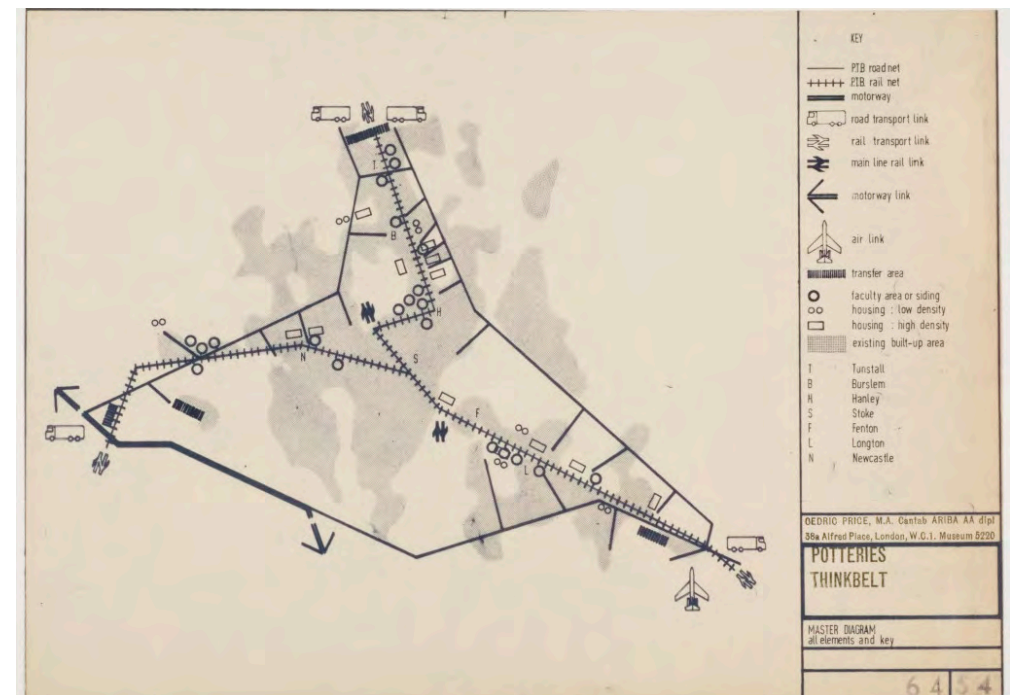 T
B
H
S
N
F
L
KEY
PTB road net
PTB rail net
motorway
road transport link
rail transport link
main line rail link
motorway link
air link
transfer area
faculty area or siding
housing : low density
housing : high density
existing built-up area
T Tunstall
B Burslem
H Hanley
S Stoke
F Fenton
L Longton
N Newcastle
CEDRIC PRICE, M.A. Cantab ARIBA AA dipl
38a Alfred Place, London, W.C.1. Museum 5220
POTTERIES
THINKBELT
MASTER DIAGRAM
all elements and key
64 54